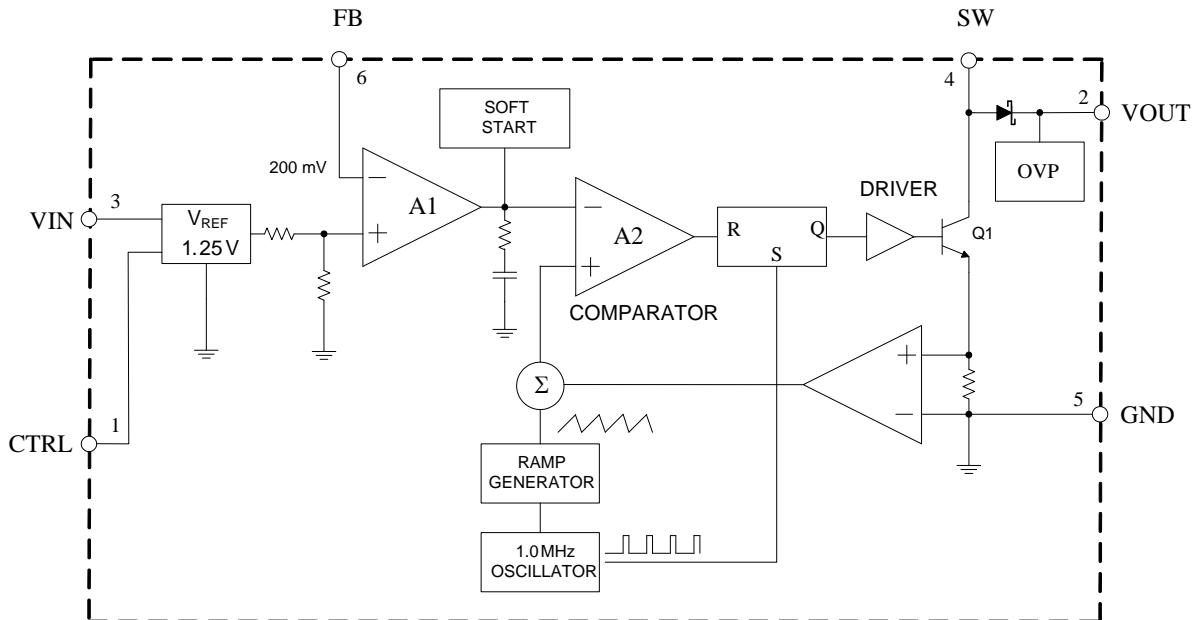 FB
SW
6
4
2
VOUT
SOFT
START
200 mV
OVP
DRIVER
A1
VIN
3
VREF
1.25 V
A2
R
Q
S
Q1
COMPARATOR
Σ
5
GND
1
CTRL
RAMP
GENERATOR
1.0 MHz
OSCILLATOR